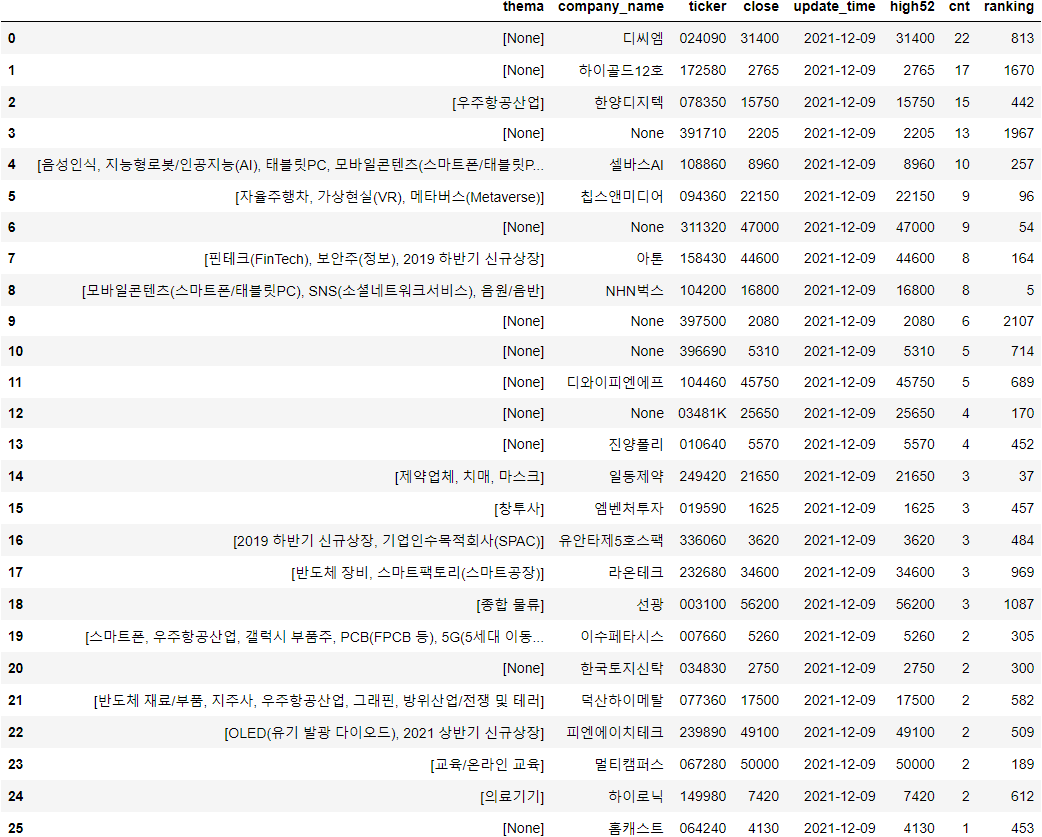 thema company_name ticker close update_time high52 cnt ranking
0 [None] 디씨엠 024090 31400 2021-12-09 31400 22 813
1 [None] 하이골드12호 172580 2765 2021-12-09 2765 17 1670
2 [우주항공산업] 한양디지텍 078350 15750 2021-12-09 15750 15 442
3 [None] None 391710 2205 2021-12-09 2205 13 1967
4 [음성인식, 지능형로봇/인공지능(AI), 태블릿PC, 모바일콘텐츠(스마트폰/태블릿P... 셀바스AI 108860 8960 2021-12-09 8960 10 257
5 [자율주행차, 가상현실(VR), 메타버스(Metaverse)] 칩스앤미디어 094360 22150 2021-12-09 22150 9 96
6 [None] None 311320 47000 2021-12-09 47000 9 54
7 [핀테크(FinTech), 보안주(정보), 2019 하반기 신규상장] 아톤 158430 44600 2021-12-09 44600 8 164
8 [모바일콘텐츠(스마트폰/태블릿PC), SNS(소셜네트워크서비스), 음원/음반] NHN벅스 104200 16800 2021-12-09 16800 8 5
9 [None] None 397500 2080 2021-12-09 2080 6 2107
10 [None] None 396690 5310 2021-12-09 5310 5 714
11 [None] 디와이피엔에프 104460 45750 2021-12-09 45750 5 689
12 [None] None 03481K 25650 2021-12-09 25650 4 170
13 [None] 진양폴리 010640 5570 2021-12-09 5570 4 452
14 [제약업체, 치매, 마스크] 일동제약 249420 21650 2021-12-09 21650 3 37
15 [창투사] 엠벤처투자 019590 1625 2021-12-09 1625 3 457
16 [2019 하반기 신규상장, 기업인수목적회사(SPAC)] 유안타제5호스팩 336060 3620 2021-12-09 3620 3 484
17 [반도체 장비, 스마트팩토리(스마트공장)] 라온테크 232680 34600 2021-12-09 34600 3 969
18 [종합 물류] 선광 003100 56200 2021-12-09 56200 3 1087
19 [스마트폰, 우주항공산업, 갤럭시 부품주, PCB(FPCB 등), 5G(5세대 이동... 이수페타시스 007660 5260 2021-12-09 5260 2 305
20 [None] 한국토지신탁 034830 2750 2021-12-09 2750 2 300
21 [반도체 재료/부품, 지주사, 우주항공산업, 그래핀, 방위산업/전쟁 및 테러] 덕산하이메탈 077360 17500 2021-12-09 17500 2 582
22 [OLED(유기 발광 다이오드), 2021 상반기 신규상장] 피엔에이치테크 239890 49100 2021-12-09 49100 2 509
23 [교육/온라인 교육] 멀티캠퍼스 067280 50000 2021-12-09 50000 2 189
24 [의료기기] 하이로닉 149980 7420 2021-12-09 7420 2 612
25 [None] 홈캐스트 064240 4130 2021-12-09 4130 1 453